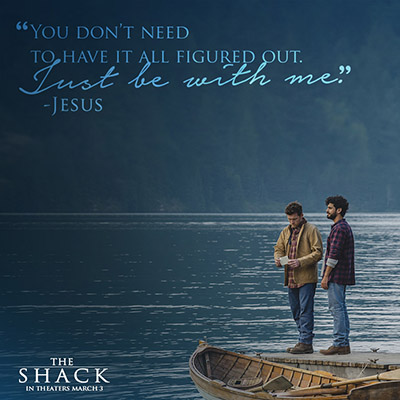 “YOU DON'T NEED
TO HAVE IT ALL FIGURED OUT.
Just be with me.”
-JESUS
THE
SHACK
IN THEATERS MARCH 3